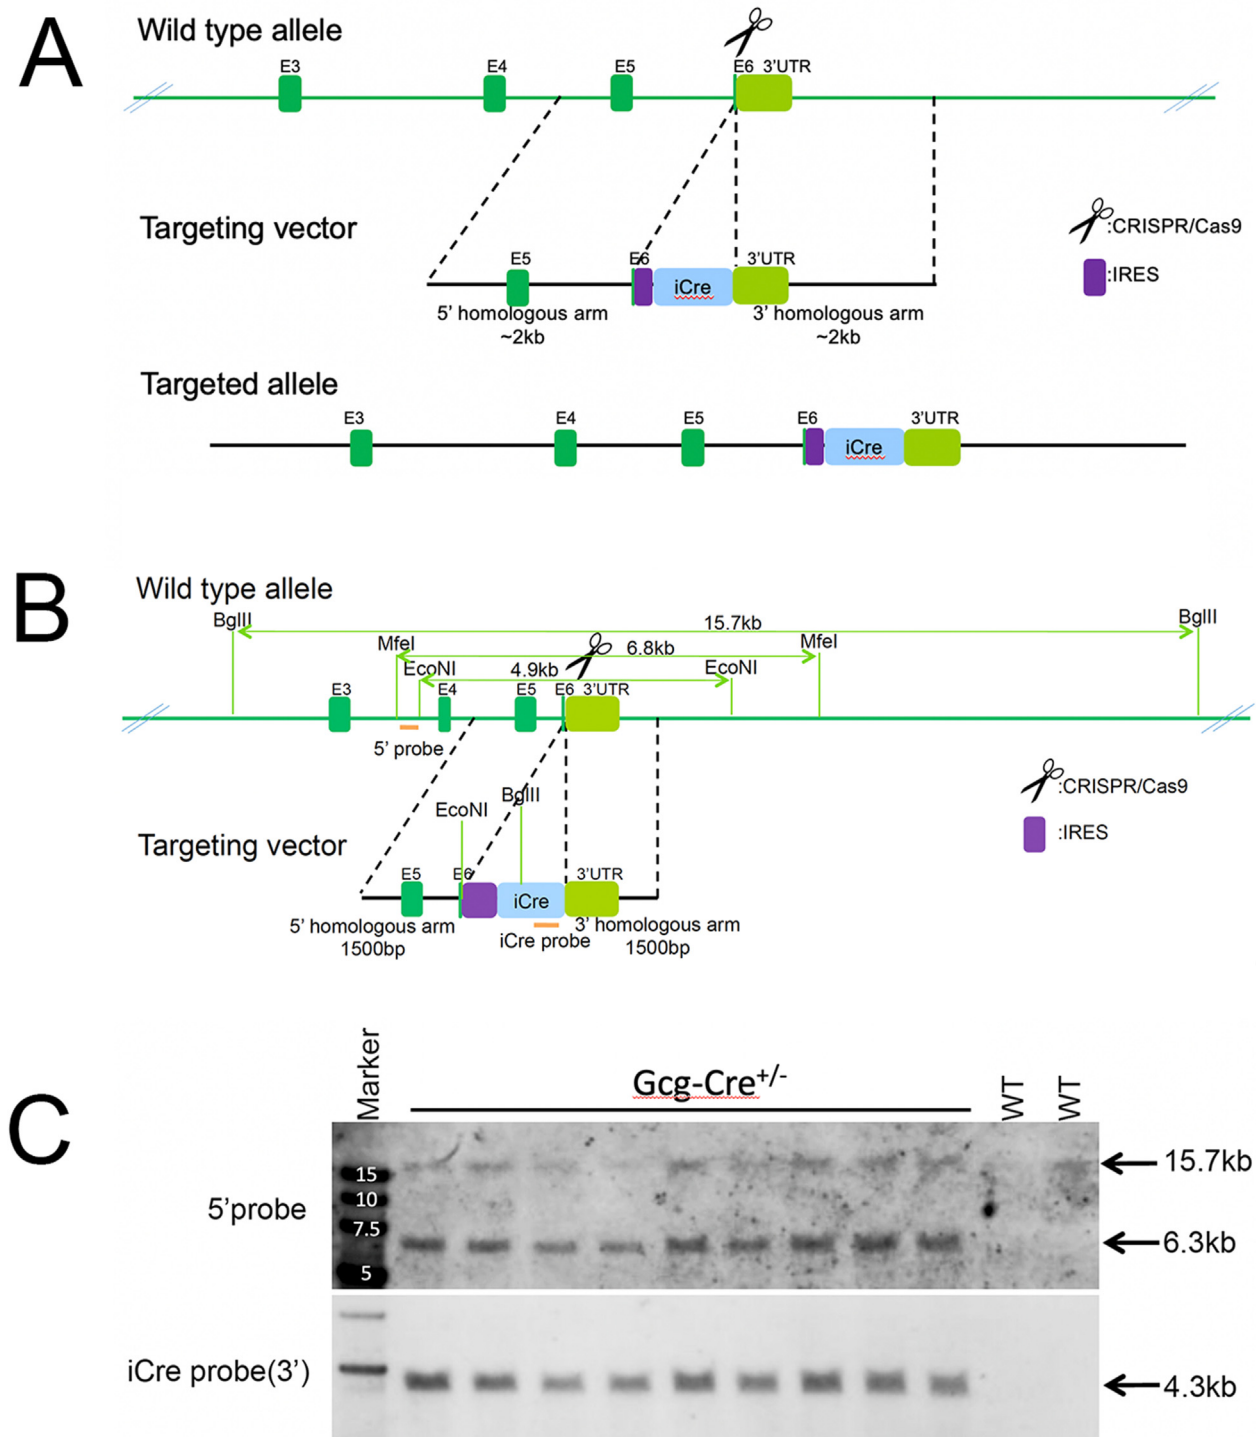 A
Wild type allele
E3
E4
E5
E6 3'UTR
Targeting vector
:CRISPR/Cas9
:IRES
E5
E6
3'UTR
iCre
5' homologous arm
~2kb
3' homologous arm
~2kb
Targeted allele
E3
E4
E5
E6
3'UTR
iCre
B
Wild type allele
BglII
15.7kb
BglII
MfeI
6.8kb
MfeI
EcoNI
4.9kb
EcoNI
E3
E4
E5
E6 3'UTR
5' probe
:CRISPR/Cas9
:IRES
EcoNI
BglII
Targeting vector
E5
E6
3'UTR
iCre
5' homologous arm
1500bp
iCre probe
3' homologous arm
1500bp
C
Marker
Gcg-Cre+/-
WT
WT
15
10
7.5
5
5'probe
15.7kb
6.3kb
iCre probe(3')
4.3kb